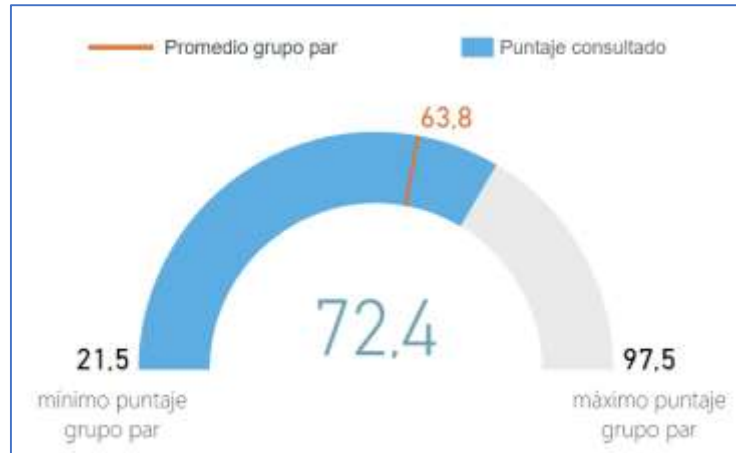 Promedio grupo par
Puntaje consultado
63,8
72,4
21,5
mínimo puntaje
grupo par
97,5
máximo puntaje
grupo par